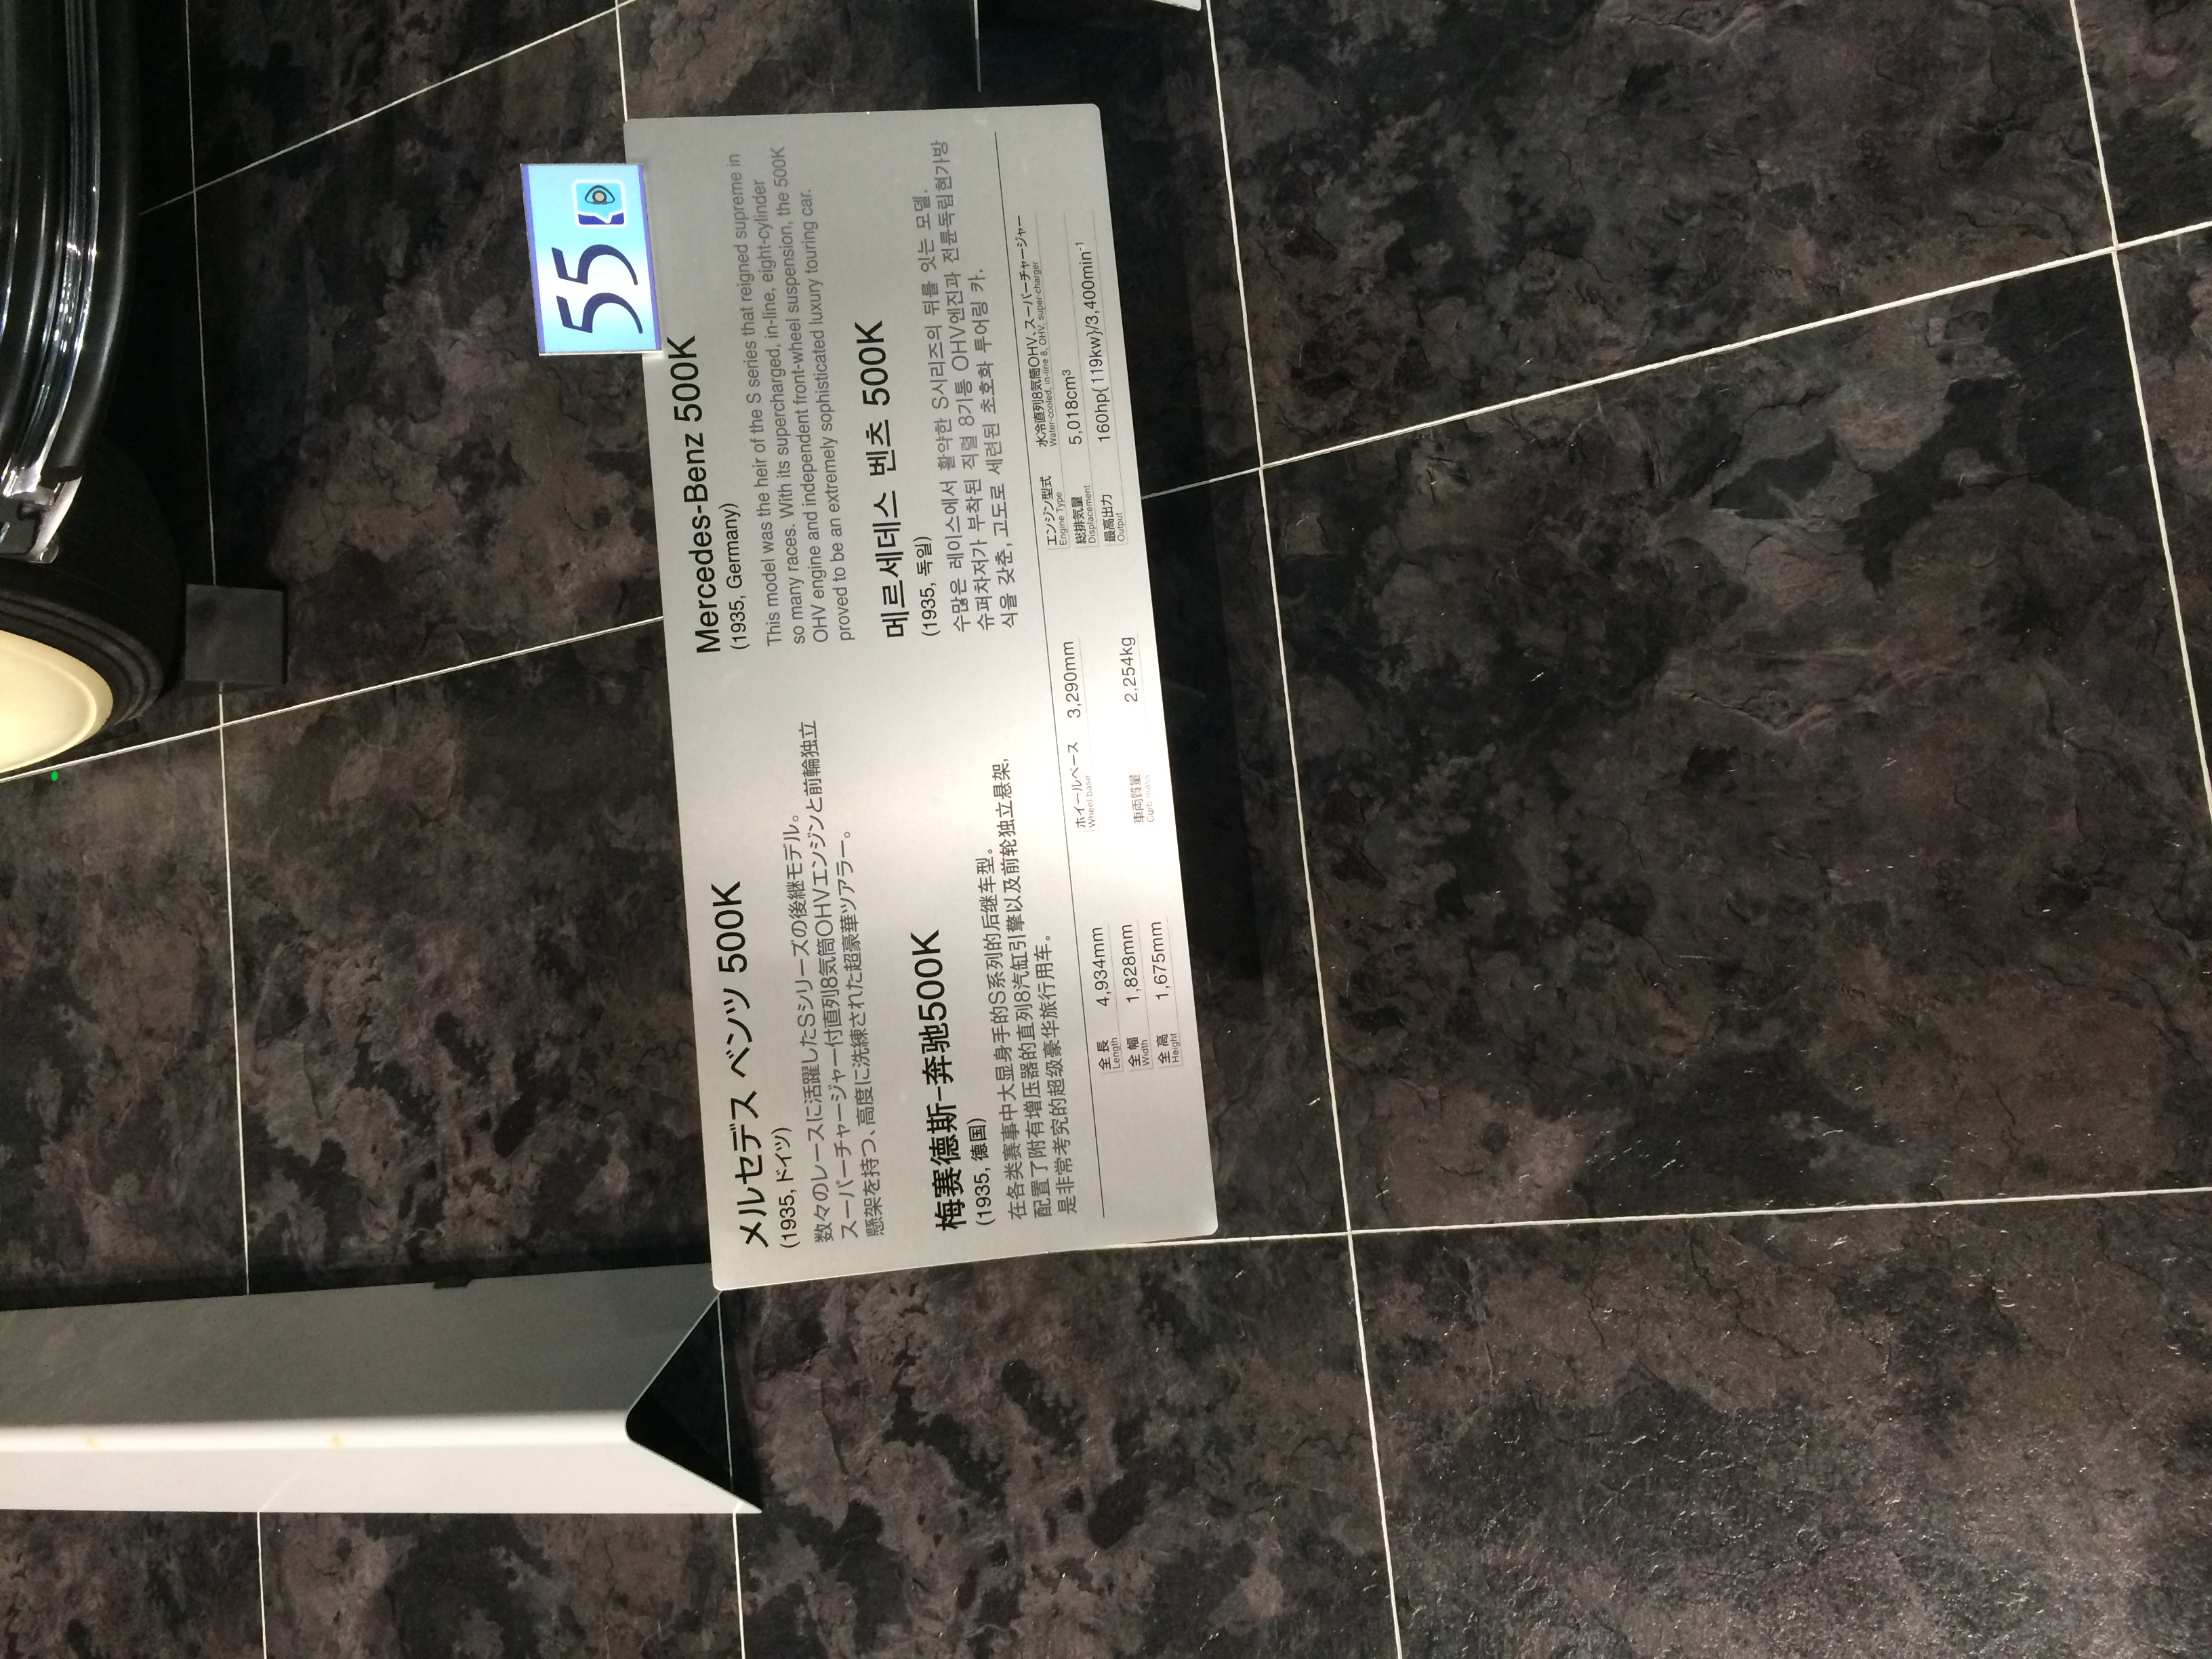 55
メルセデス ベンツ 500K
(1935, ドイツ)
数々のレースに活躍したSシリーズの後継モデル。
スーパーチャージャー付直列8気筒OHVエンジンと前輪独立
懸架を持つ、高度に洗練された超豪華ツアラー。
Mercedes-Benz 500K
(1935, Germany)
This model was the heir of the S series that reigned supreme in
so many races. With its supercharged, in-line, eight-cylinder
OHV engine and independent front-wheel suspension, the 500K
proved to be an extremely sophisticated luxury touring car.
梅赛德斯-奔驰500K
(1935, 德国)
在各类赛事中大显身手的S系列的后继车型。
配置了附有增压器的直列8汽缸引擎以及前轮独立悬架,
是非常考究的超级豪华旅行用车。
메르세데스 벤츠 500K
(1935, 독일)
수많은 레이스에서 활약한 S시리즈의 뒤를 잇는 모델.
슈퍼차저가 부착된 직렬 8기통 OHV엔진과 전륜독립현가방
식을 갖춘, 고도로 세련된 초호화 투어링 카.
全長 4,934mm
Length
全幅 1,828mm
Width
全高 1,675mm
Height
ホイールベース 3,290mm
Wheel base
車両質量 2,254kg
Curb mass
エンジン型式 水冷直列8気筒OHV、スーパーチャージャー
Engine Type Water-cooled, in-line 8, OHV, super-charger
総排気量 5,018cm³
Displacement
最高出力 160hp{119kw}/3,400min⁻¹
Output